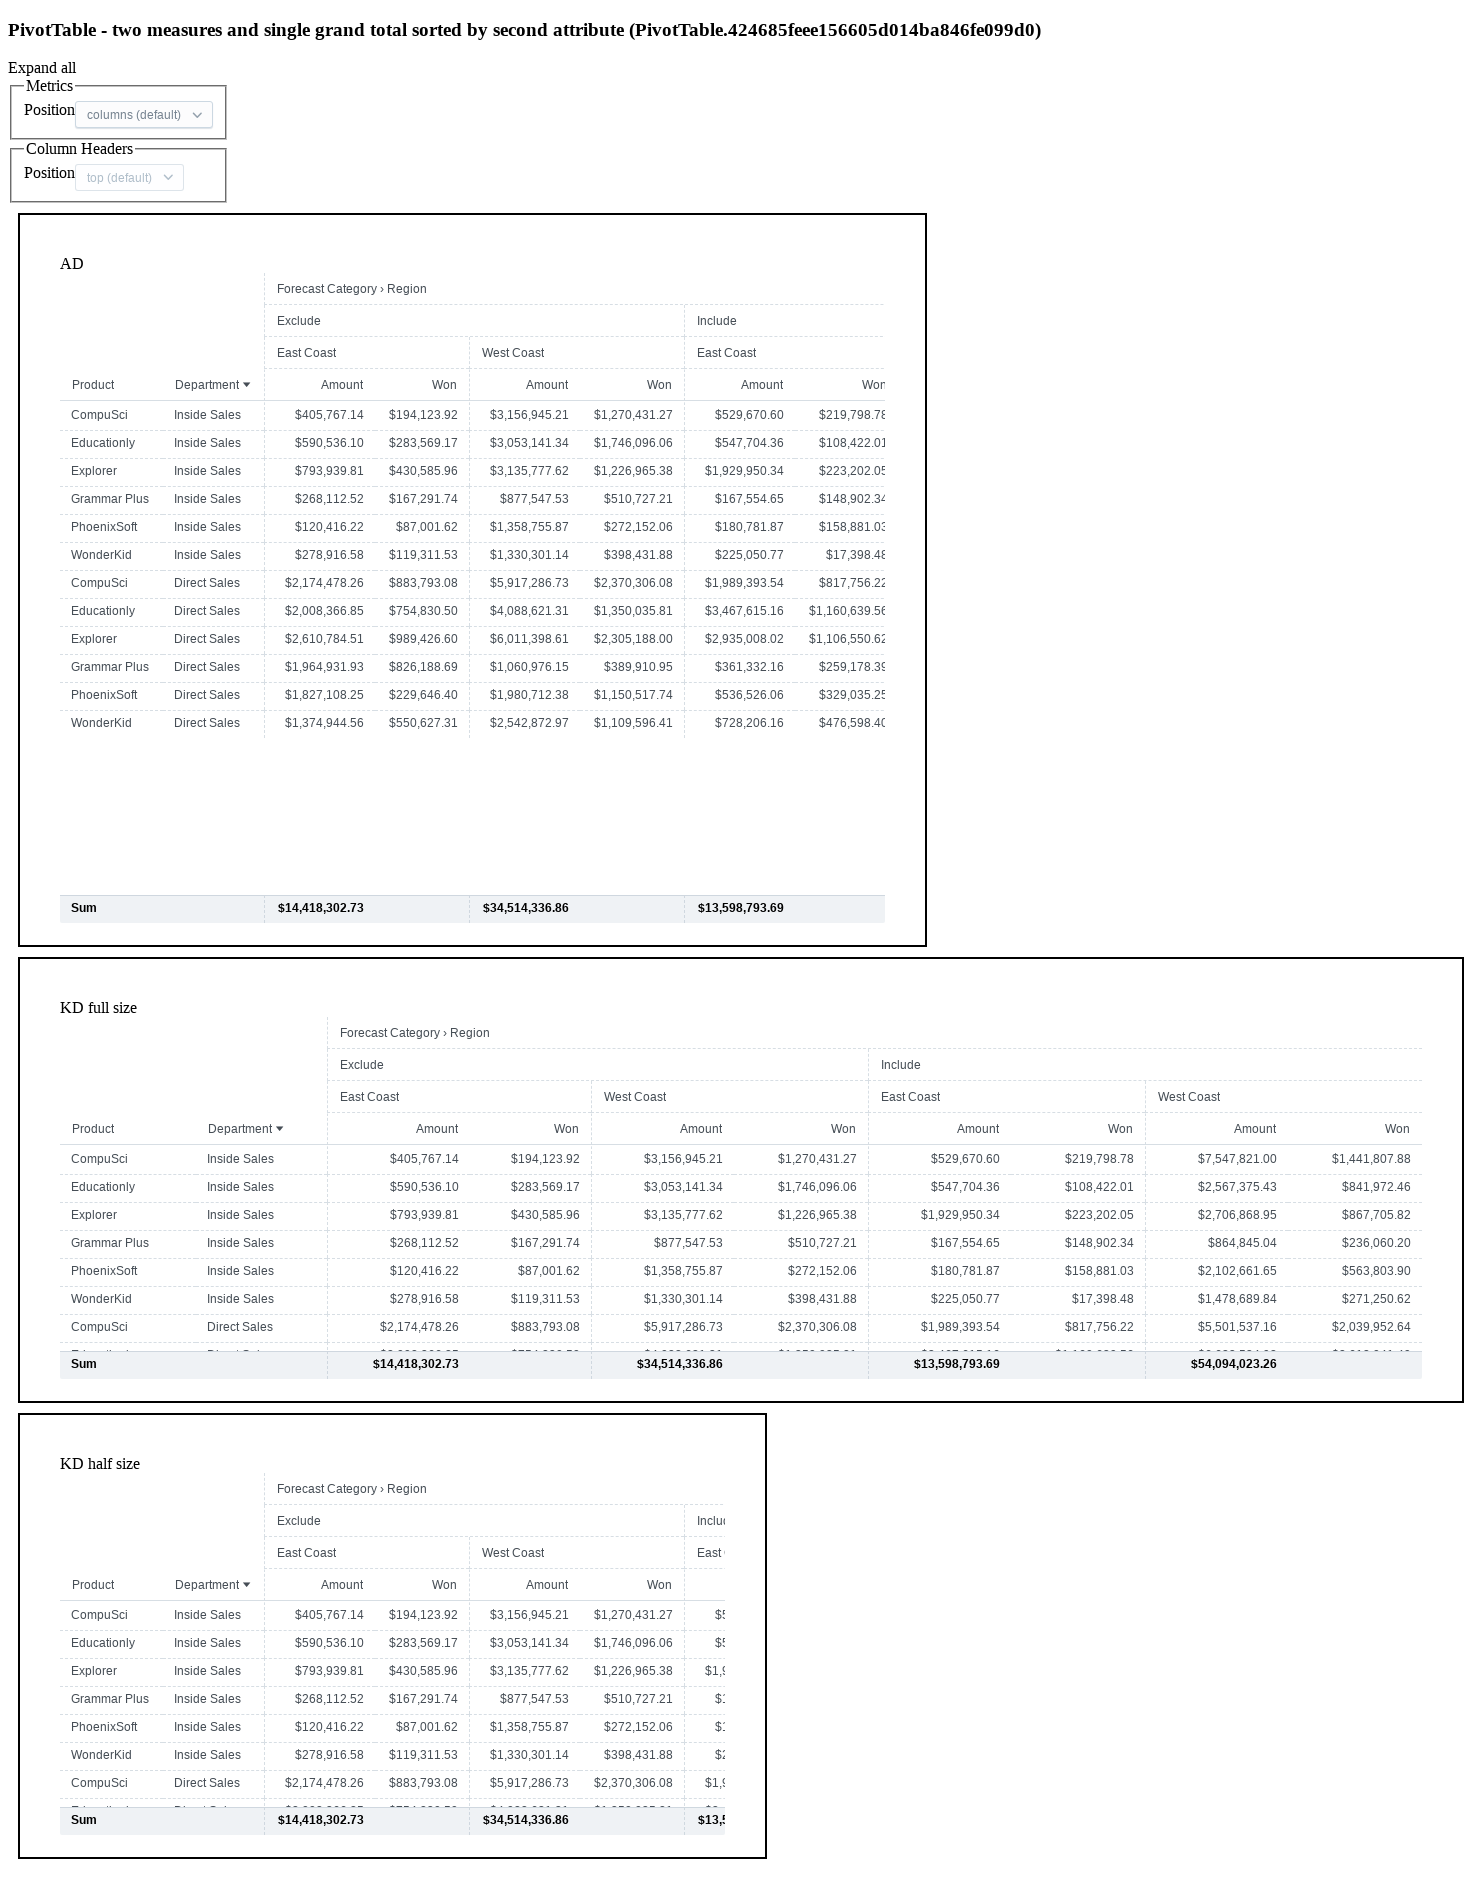 PivotTable - two measures and single grand total sorted by second attribute (PivotTable.424685feee156605d014ba846fe099d0)
Expand all
Metrics
Position columns (default)
Column Headers
Position top (default)
AD
Forecast Category › Region
Exclude Include
East Coast West Coast East Coast
Product Department Amount Won Amount Won Amount Won
CompuSci Inside Sales $405,767.14 $194,123.92 $3,156,945.21 $1,270,431.27 $529,670.60 $219,798.78
Educationly Inside Sales $590,536.10 $283,569.17 $3,053,141.34 $1,746,096.06 $547,704.36 $108,422.01
Explorer Inside Sales $793,939.81 $430,585.96 $3,135,777.62 $1,226,965.38 $1,929,950.34 $223,202.05
Grammar Plus Inside Sales $268,112.52 $167,291.74 $877,547.53 $510,727.21 $167,554.65 $148,902.34
PhoenixSoft Inside Sales $120,416.22 $87,001.62 $1,358,755.87 $272,152.06 $180,781.87 $158,881.03
WonderKid Inside Sales $278,916.58 $119,311.53 $1,330,301.14 $398,431.88 $225,050.77 $17,398.48
CompuSci Direct Sales $2,174,478.26 $883,793.08 $5,917,286.73 $2,370,306.08 $1,989,393.54 $817,756.22
Educationly Direct Sales $2,008,366.85 $754,830.50 $4,088,621.31 $1,350,035.81 $3,467,615.16 $1,160,639.56
Explorer Direct Sales $2,610,784.51 $989,426.60 $6,011,398.61 $2,305,188.00 $2,935,008.02 $1,106,550.62
Grammar Plus Direct Sales $1,964,931.93 $826,188.69 $1,060,976.15 $389,910.95 $361,332.16 $259,178.39
PhoenixSoft Direct Sales $1,827,108.25 $229,646.40 $1,980,712.38 $1,150,517.74 $536,526.06 $329,035.25
WonderKid Direct Sales $1,374,944.56 $550,627.31 $2,542,872.97 $1,109,596.41 $728,206.16 $476,598.40
Sum $14,418,302.73 $34,514,336.86 $13,598,793.69
KD full size
Forecast Category › Region
Exclude Include
East Coast West Coast East Coast West Coast
Product Department Amount Won Amount Won Amount Won Amount Won
CompuSci Inside Sales $405,767.14 $194,123.92 $3,156,945.21 $1,270,431.27 $529,670.60 $219,798.78 $7,547,821.00 $1,441,807.88
Educationly Inside Sales $590,536.10 $283,569.17 $3,053,141.34 $1,746,096.06 $547,704.36 $108,422.01 $2,567,375.43 $841,972.46
Explorer Inside Sales $793,939.81 $430,585.96 $3,135,777.62 $1,226,965.38 $1,929,950.34 $223,202.05 $2,706,868.95 $867,705.82
Grammar Plus Inside Sales $268,112.52 $167,291.74 $877,547.53 $510,727.21 $167,554.65 $148,902.34 $864,845.04 $236,060.20
PhoenixSoft Inside Sales $120,416.22 $87,001.62 $1,358,755.87 $272,152.06 $180,781.87 $158,881.03 $2,102,661.65 $563,803.90
WonderKid Inside Sales $278,916.58 $119,311.53 $1,330,301.14 $398,431.88 $225,050.77 $17,398.48 $1,478,689.84 $271,250.62
CompuSci Direct Sales $2,174,478.26 $883,793.08 $5,917,286.73 $2,370,306.08 $1,989,393.54 $817,756.22 $5,501,537.16 $2,039,952.64
Sum $14,418,302.73 $34,514,336.86 $13,598,793.69 $54,094,023.26
KD half size
Forecast Category › Region
Exclude Includ
East Coast West Coast East
Product Department Amount Won Amount Won
CompuSci Inside Sales $405,767.14 $194,123.92 $3,156,945.21 $1,270,431.27 $5
Educationly Inside Sales $590,536.10 $283,569.17 $3,053,141.34 $1,746,096.06 $5
Explorer Inside Sales $793,939.81 $430,585.96 $3,135,777.62 $1,226,965.38 $1,9
Grammar Plus Inside Sales $268,112.52 $167,291.74 $877,547.53 $510,727.21 $1
PhoenixSoft Inside Sales $120,416.22 $87,001.62 $1,358,755.87 $272,152.06 $1
WonderKid Inside Sales $278,916.58 $119,311.53 $1,330,301.14 $398,431.88 $2
CompuSci Direct Sales $2,174,478.26 $883,793.08 $5,917,286.73 $2,370,306.08 $1,9
Sum $14,418,302.73 $34,514,336.86 $13,5